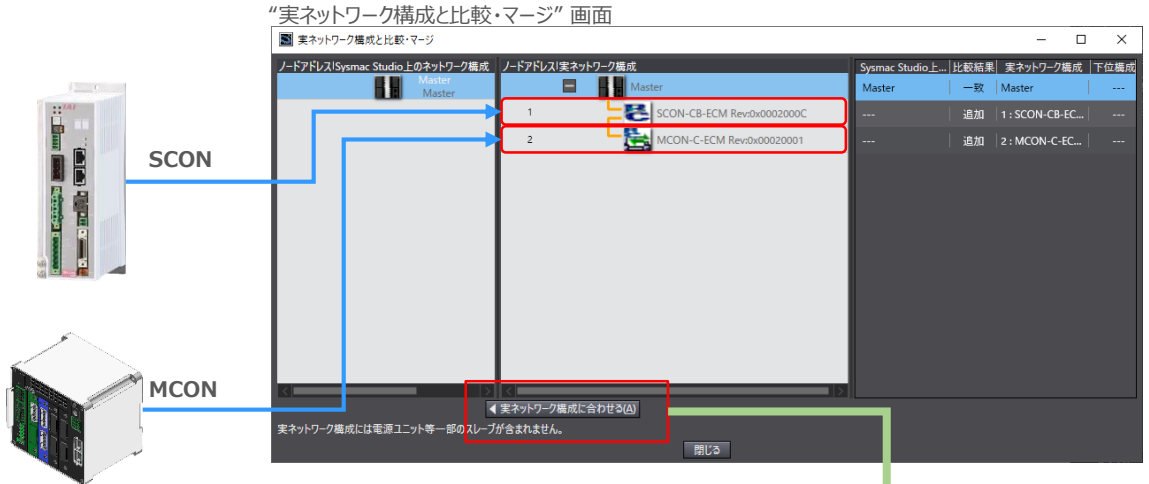 “実ネットワーク構成と比較・マージ” 画面
実ネットワーク構成と比較・マージ
ノードアドレス|Sysmac Studio上のネットワーク構成
ノードアドレス|実ネットワーク構成
Sysmac Studio上... 比較結果 実ネットワーク構成 下位構成
Master
Master
Master
Master 一致 Master ---
1 SCON-CB-ECM Rev:0x0002000C
--- 追加 1 : SCON-CB-EC... ---
2 MCON-C-ECM Rev:0x00020001
--- 追加 2 : MCON-C-EC... ---
IAI
SCON
MCON
実ネットワーク構成に合わせる(A)
実ネットワーク構成には電源ユニット等一部のスレーブが含まれません。
閉じる